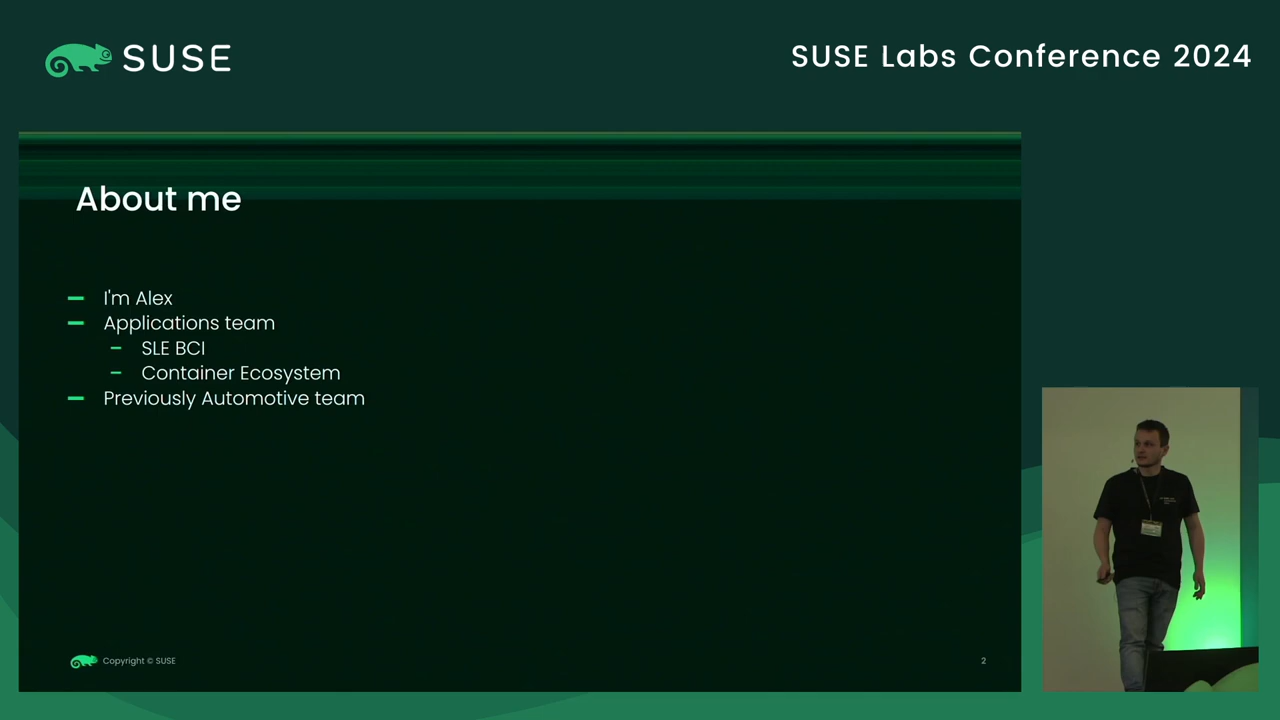 SUSE
SUSE Labs Conference 2024
About me
I'm Alex
Applications team
SLE BCI
Container Ecosystem
Previously Automotive team
Copyright © SUSE
2